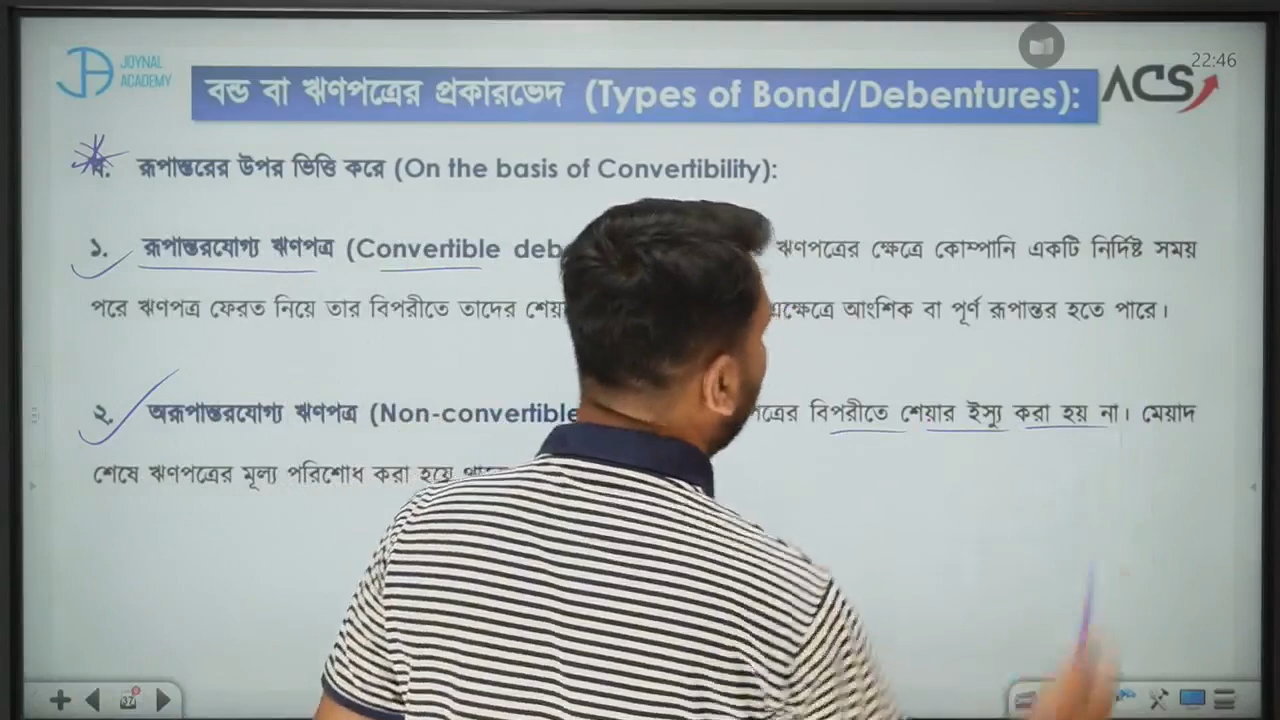 JOYNAL
ACADEMY
22:46
ACS
বন্ড বা ঋণপত্রের প্রকারভেদ (Types of Bond/Debentures):
রূপান্তরের উপর ভিত্তি করে (On the basis of Convertibility):
১. রূপান্তরযোগ্য ঋণপত্র (Convertible ঋণপত্রের ক্ষেত্রে কোম্পানি একটি নির্দিষ্ট সময়
পরে ঋণপত্র ফেরত নিয়ে তার বিপরীতে তাদের আংশিক বা পূর্ণ রূপান্তর হতে পারে।
২. অরূপান্তরযোগ্য ঋণপত্র (Non-convertible বিপরীতে শেয়ার ইস্যু করা হয় না। মেয়াদ
শেষে ঋণপত্রের মূল্য পরিশোধ করা হয়ে
37